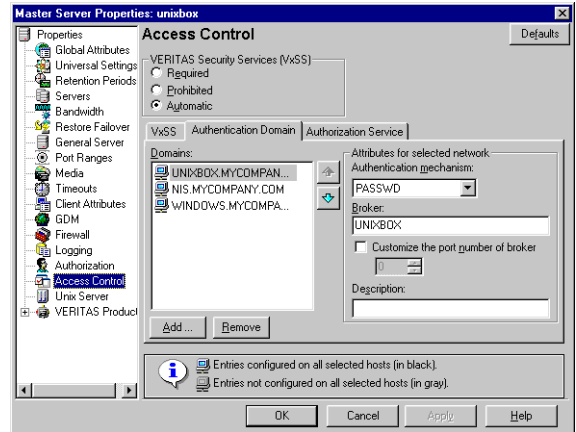 Master Server Properties: unixbox
Properties
Global Attributes
Universal Settings
Retention Periods
Servers
Bandwidth
Restore Failover
General Server
Port Ranges
Media
Timeouts
Client Attributes
GDM
Firewall
Logging
Authorization
Access Control
Unix Server
VERITAS Product
Access Control
Defaults
VERITAS Security Services (VxSS)
Required
Prohibited
Automatic
VxSS Authentication Domain Authorization Service
Domains:
UNIXBOX.MYCOMPAN...
NIS.MYCOMPANY.COM
WINDOWS.MYCOMPA...
Add ... Remove
Attributes for selected network
Authentication mechanism:
PASSWD
Broker:
UNIXBOX
Customize the port number of broker
0
Description:
Entries configured on all selected hosts (in black).
Entries not configured on all selected hosts (in gray).
OK Cancel Apply Help